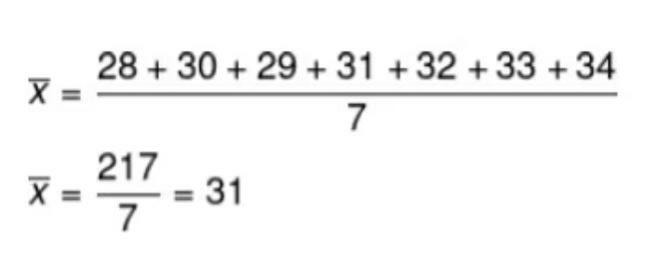 x̅ = 28 + 30 + 29 + 31 + 32 + 33 + 34 / 7
x̅ = 217 / 7 = 31